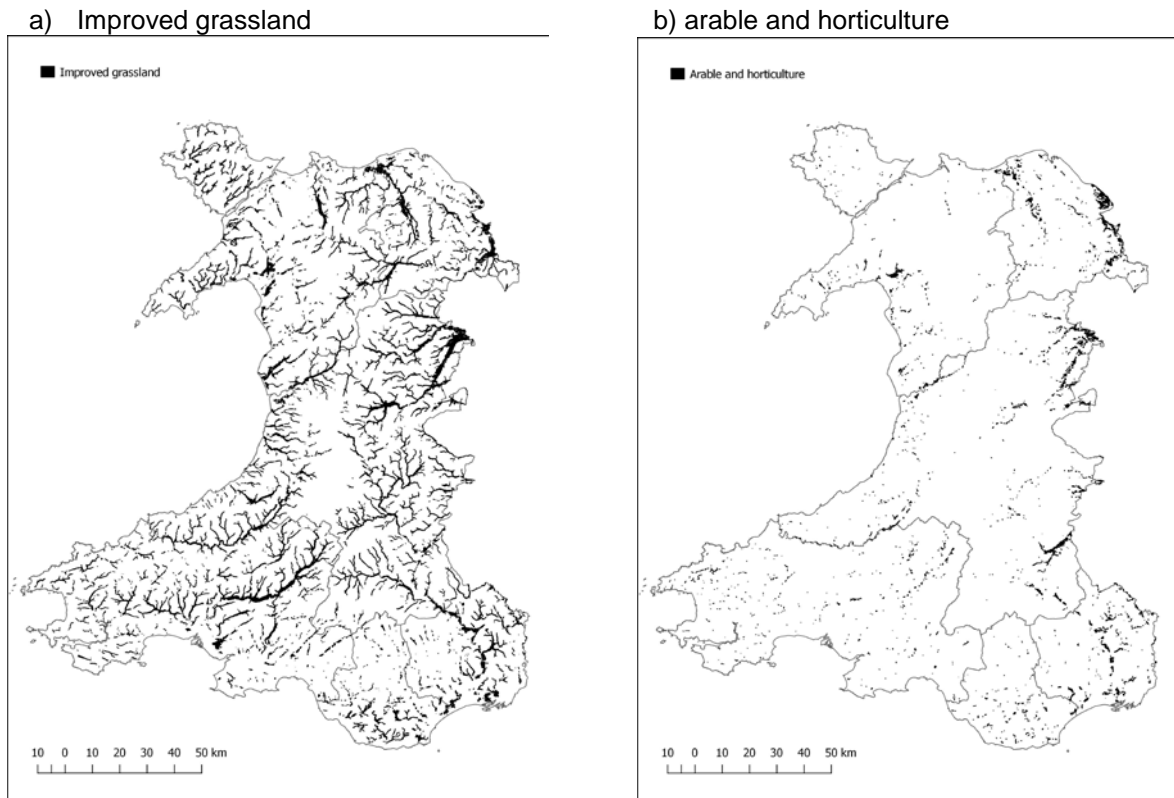 a) Improved grassland
b) arable and horticulture
Improved grassland
Arable and horticulture
10 0 10 20 30 40 50 km
10 0 10 20 30 40 50 km